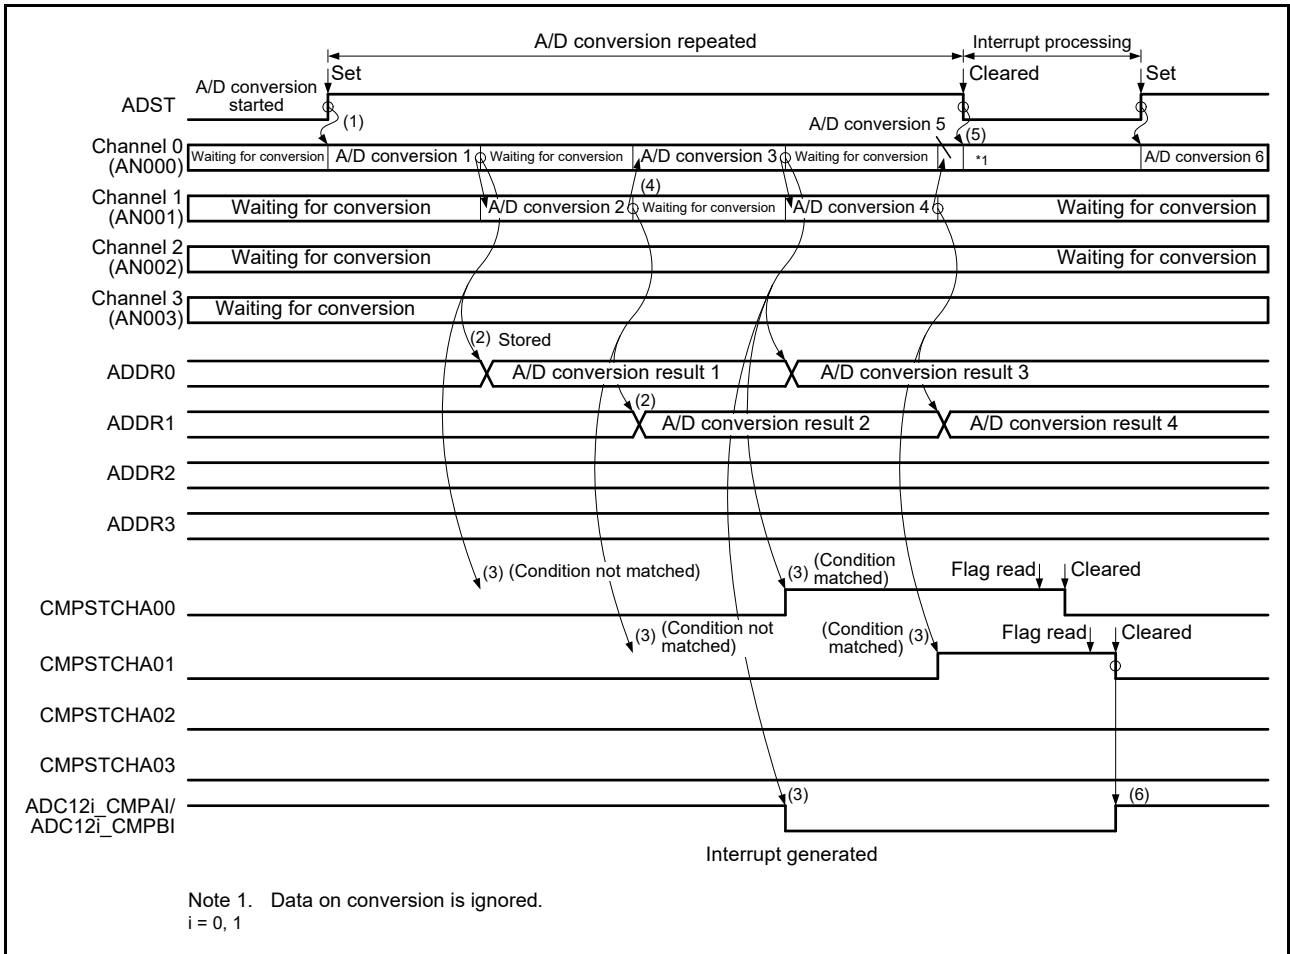 A/D conversion repeated
Interrupt processing
Set
Cleared
Set
A/D conversion
started
ADST
(1)
A/D conversion 5
(5)
Channel 0
(AN000)
Waiting for conversion
A/D conversion 1
Waiting for conversion
A/D conversion 3
Waiting for conversion
*1
A/D conversion 6
(4)
Channel 1
(AN001)
Waiting for conversion
A/D conversion 2
Waiting for conversion
A/D conversion 4
Waiting for conversion
Channel 2
(AN002)
Waiting for conversion
Waiting for conversion
Channel 3
(AN003)
Waiting for conversion
(2) Stored
ADDR0
A/D conversion result 1
A/D conversion result 3
(2)
ADDR1
A/D conversion result 2
A/D conversion result 4
ADDR2
ADDR3
(3) (Condition not matched)
(3) (Condition
matched)
Flag read
Cleared
CMPSTCHA00
(3) (Condition not
matched)
(Condition
matched) (3)
Flag read
Cleared
CMPSTCHA01
CMPSTCHA02
CMPSTCHA03
ADC12i_CMPAI/
ADC12i_CMPBI
(3)
(6)
Interrupt generated
Note 1. Data on conversion is ignored.
i = 0, 1